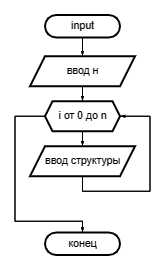 input
ввод н
i от 0 до n
ввод структуры
конец